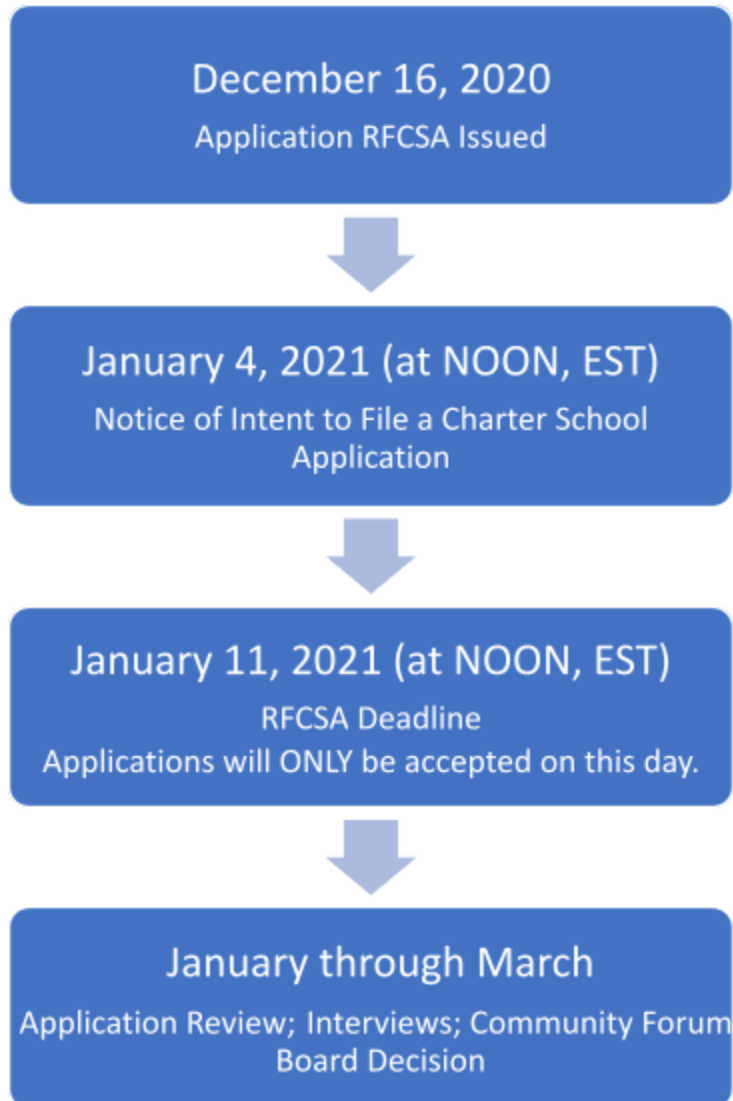 December 16, 2020
Application RFCSA Issued
January 4, 2021 (at NOON, EST)
Notice of Intent to File a Charter School
Application
January 11, 2021 (at NOON, EST)
RFCSA Deadline
Applications will ONLY be accepted on this day.
January through March
Application Review; Interviews; Community Forum
Board Decision